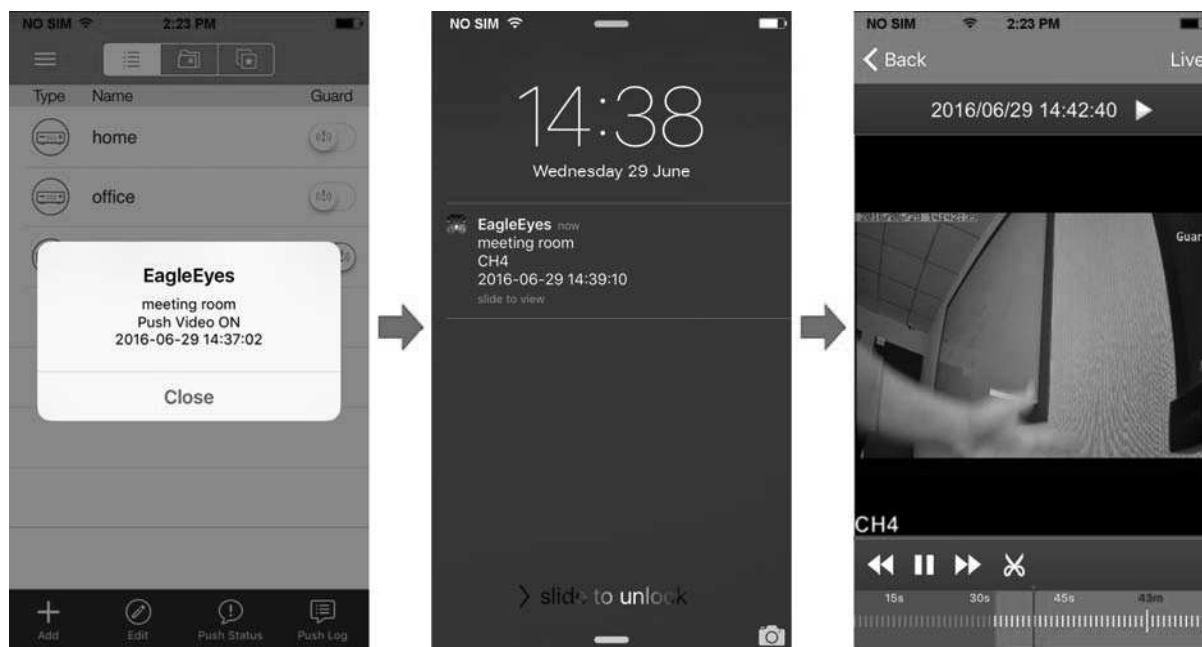 NO SIM 2:23 PM
Type Name Guard
home
office
EagleEyes
meeting room
Push Video ON
2016-06-29 14:37:02
Close
Add Edit Push Status Push Log
NO SIM
14:38
Wednesday 29 June
EagleEyes now
meeting room
CH4
2016-06-29 14:39:10
slide to view
slide to unlock
NO SIM 2:23 PM
Back Live
2016/06/29 14:42:40
Guar
CH4
15s 30s 45s 43m